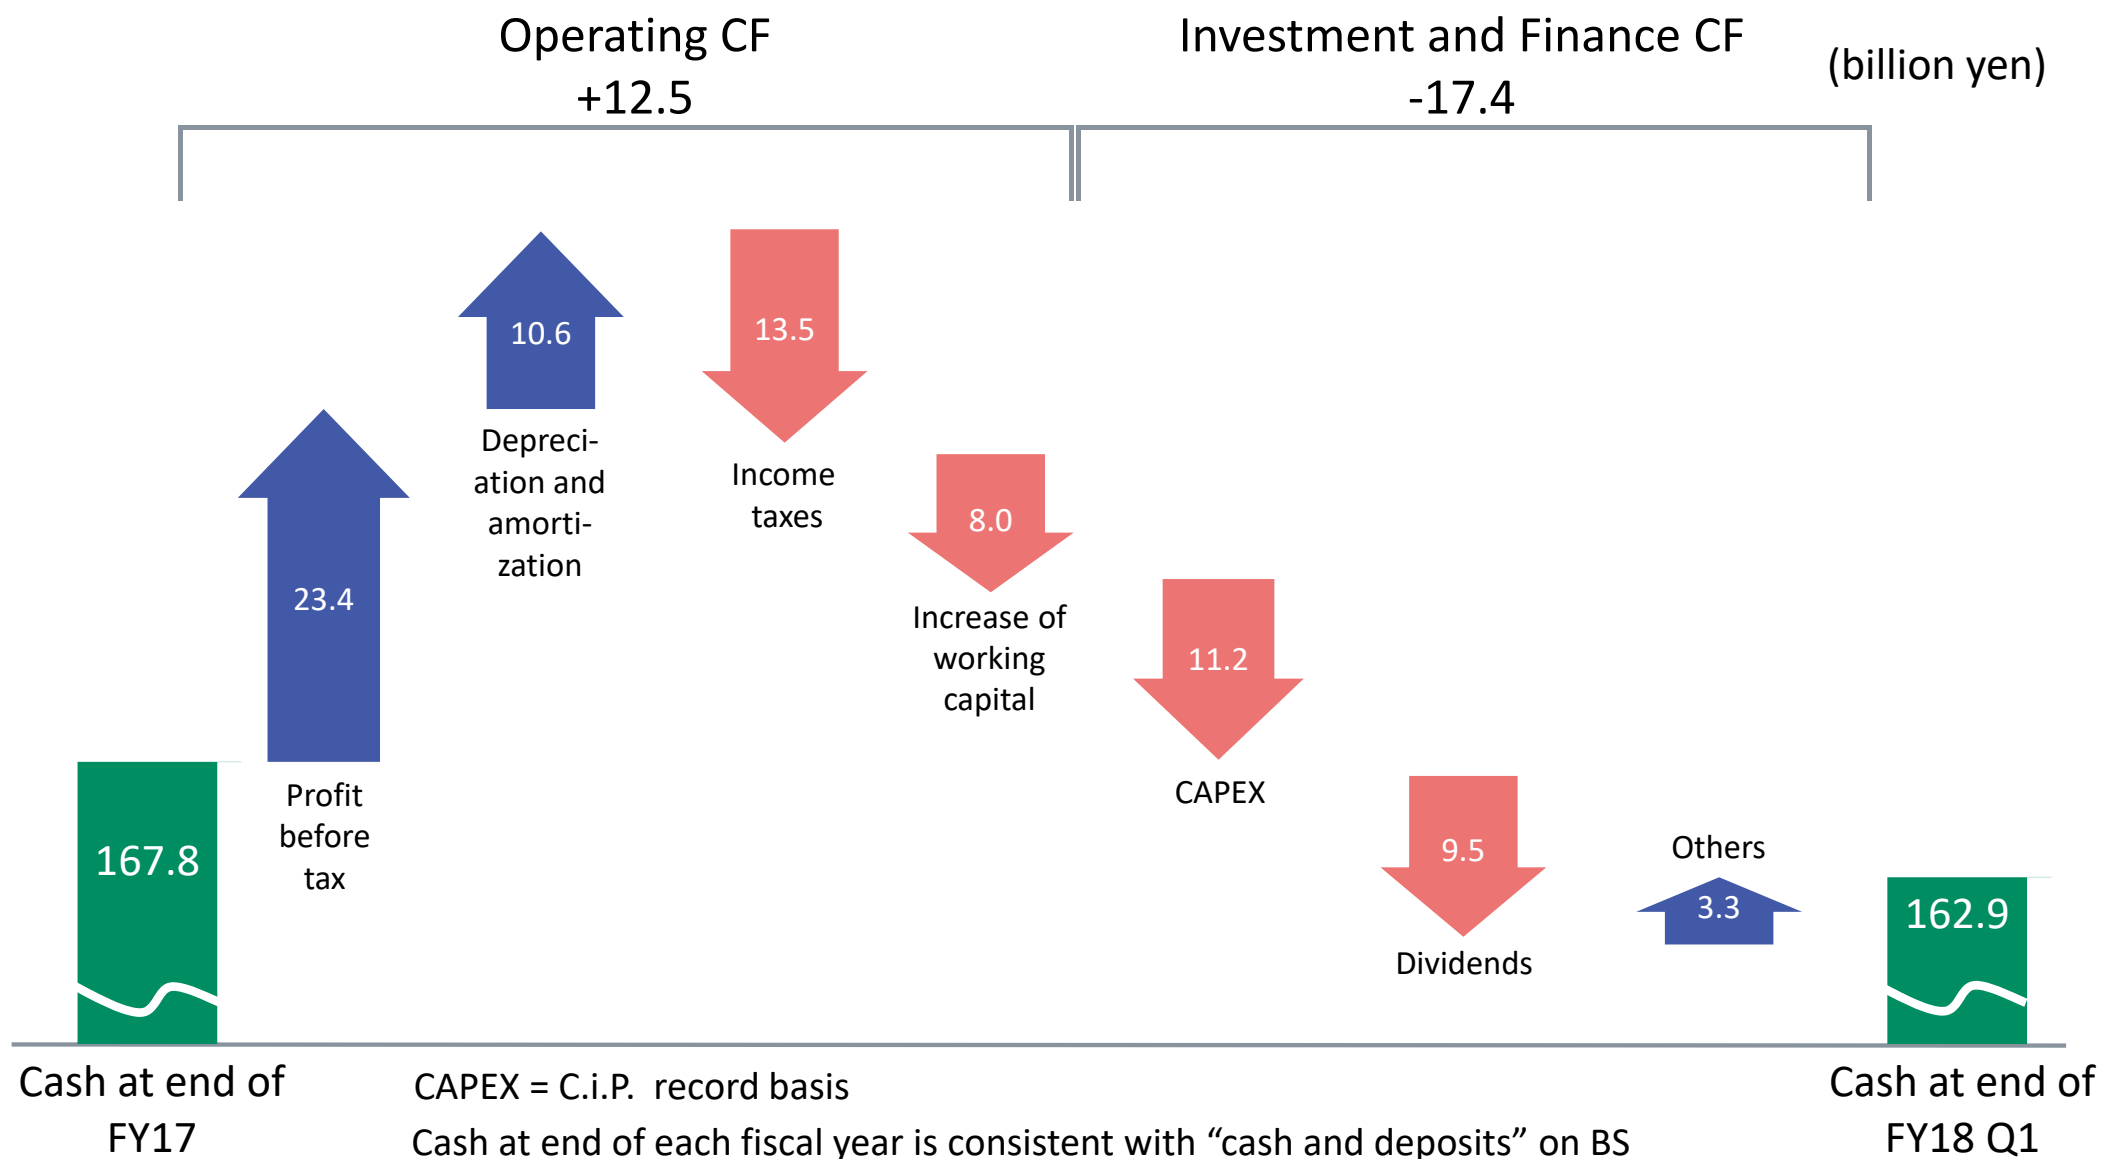 Operating CF
+12.5
Investment and Finance CF
-17.4
(billion yen)
167.8
23.4
Profit
before
tax
10.6
Depreci-
ation and
amorti-
zation
13.5
Income
taxes
8.0
Increase of
working
capital
11.2
CAPEX
9.5
Dividends
Others
3.3
162.9
Cash at end of
FY17
CAPEX = C.i.P.  record basis
Cash at end of each fiscal year is consistent with “cash and deposits” on BS
Cash at end of
FY18 Q1